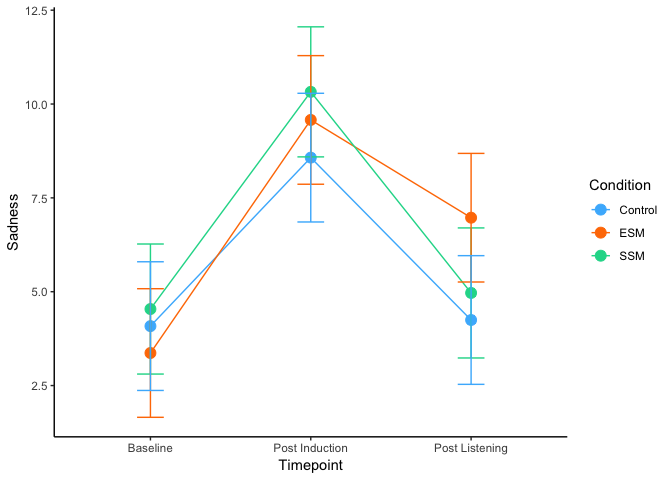 12.5
10.0
7.5
5.0
2.5
Sadness
Baseline
Post Induction
Post Listening
Timepoint
Condition
Control
ESM
SSM